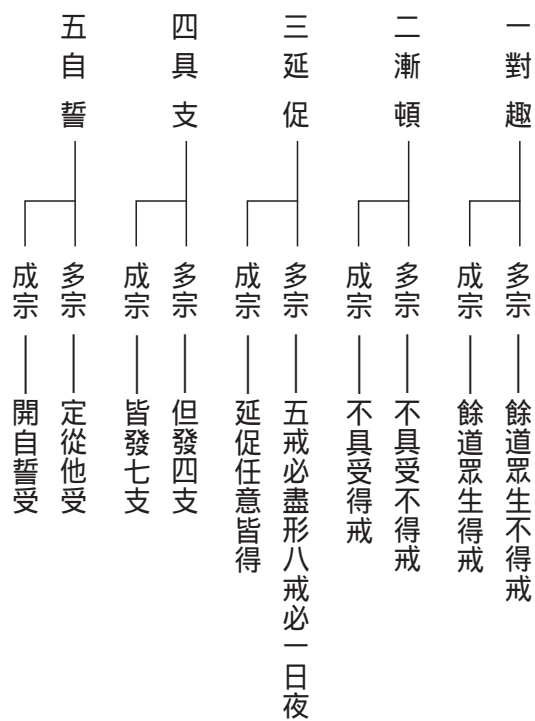 一對趣
多宗
餘道眾生不得戒
成宗
餘道眾生得戒
二漸頓
多宗
不具受不得戒
成宗
不具受得戒
三延促
多宗
五戒必盡形八戒必一日夜
成宗
延促任意皆得
四具支
多宗
但發四支
成宗
皆發七支
五自誓
多宗
定從他受
成宗
開自誓受